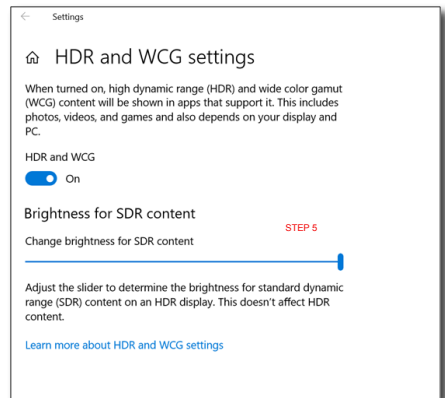 Settings
HDR and WCG settings
When turned on, high dynamic range (HDR) and wide color gamut
(WCG) content will be shown in apps that support it. This includes
photos, videos, and games and also depends on your display and
PC.
HDR and WCG
On
Brightness for SDR content
STEP 5
Change brightness for SDR content
Adjust the slider to determine the brightness for standard dynamic
range (SDR) content on an HDR display. This doesn't affect HDR
content.
Learn more about HDR and WCG settings